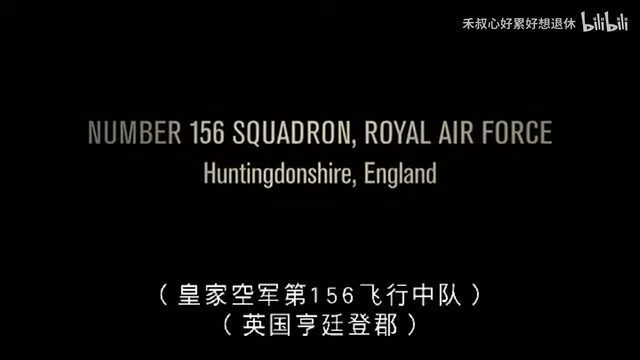 禾叔心好累好想退休 bilibili
NUMBER 156 SQUADRON, ROYAL AIR FORCE
Huntingdonshire, England
（皇家空军第156飞行中队）
（英国亨廷登郡）